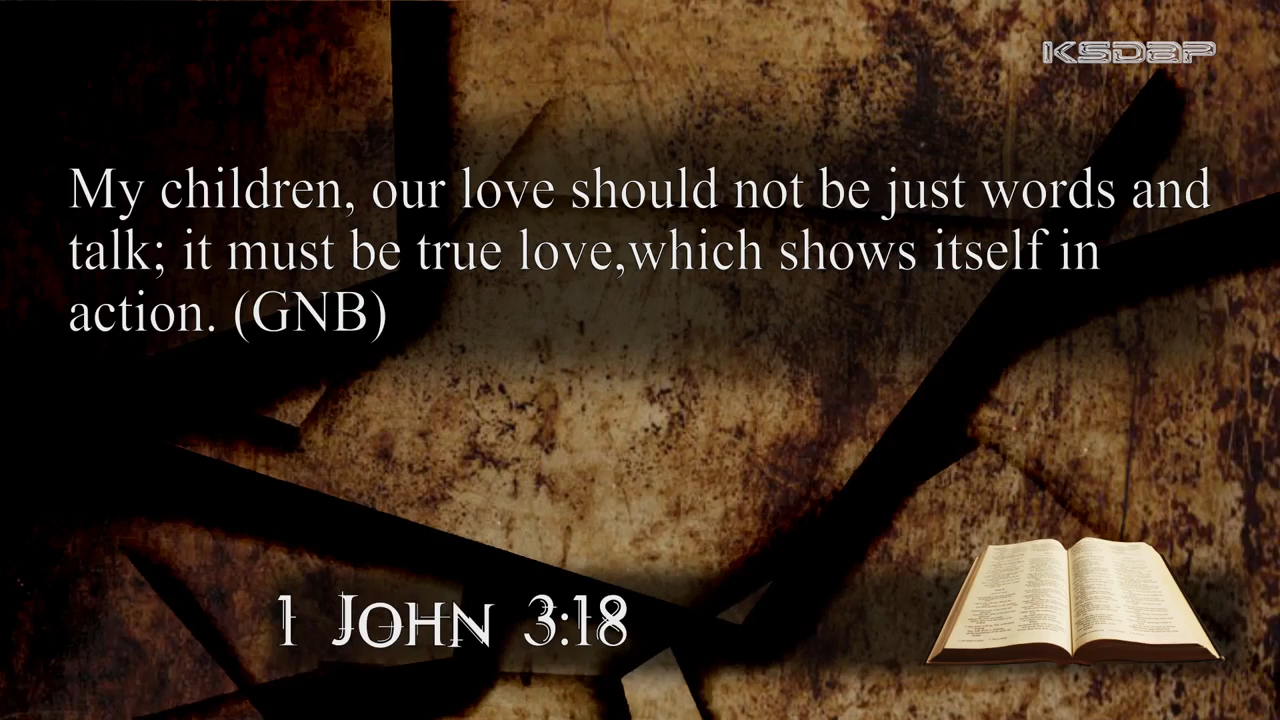 KSDAP
My children, our love should not be just words and
talk; it must be true love,which shows itself in
action. (GNB)
1 John 3:18